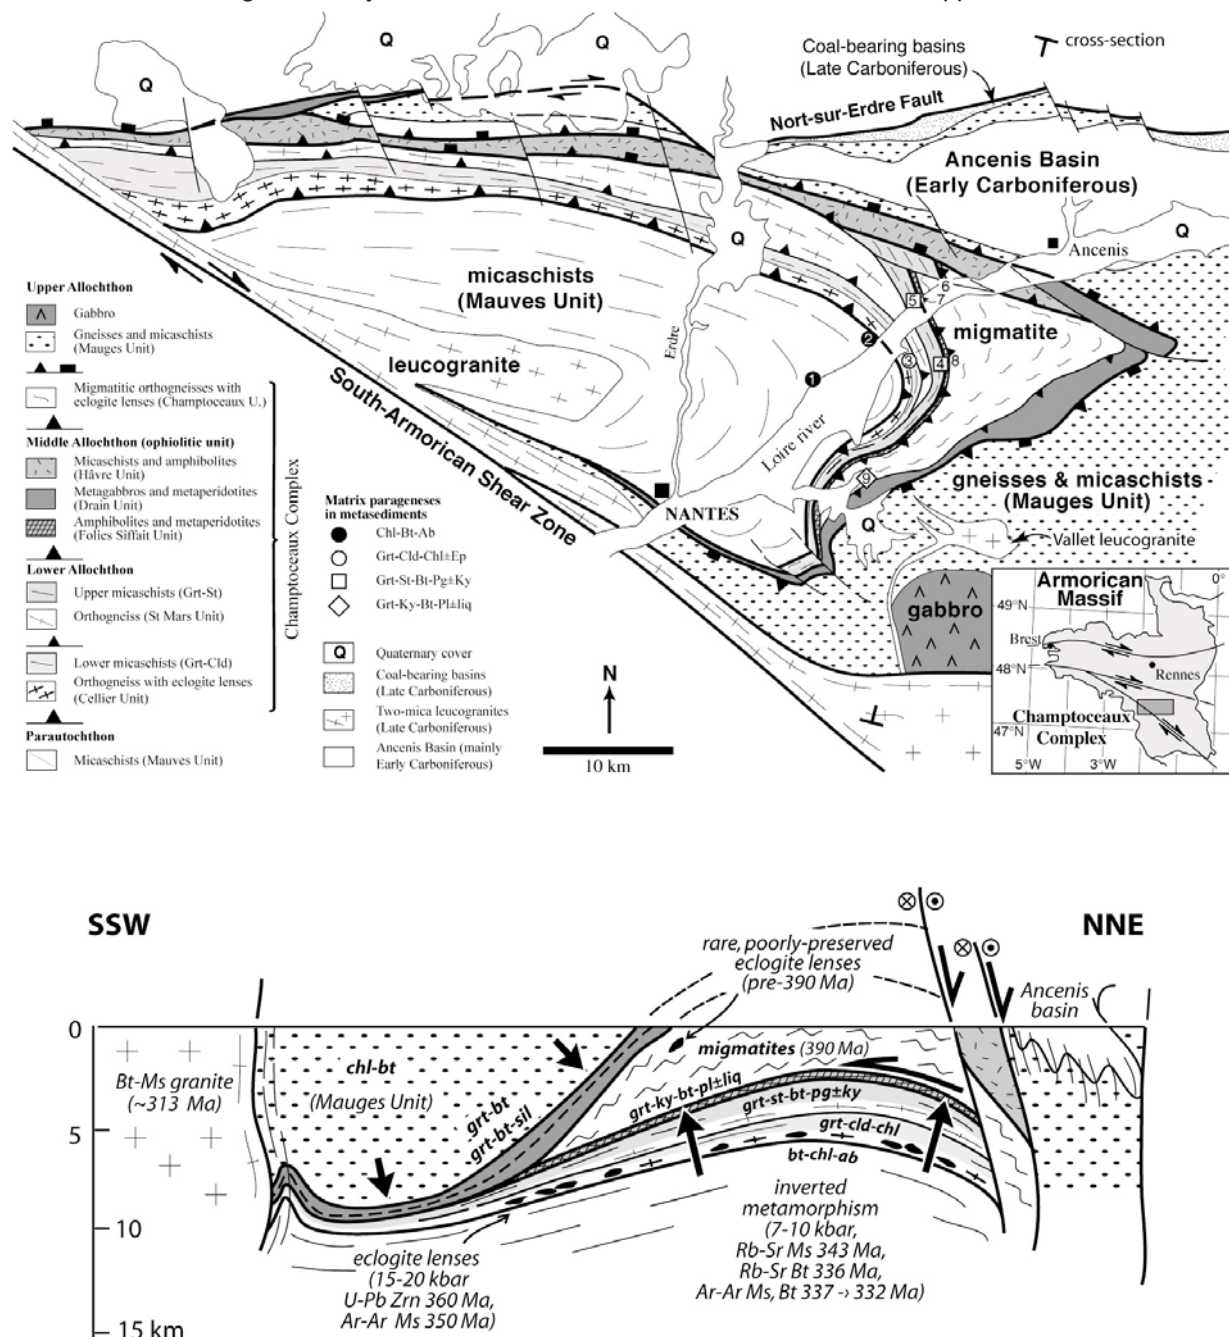 Q
Q
Q
Coal-bearing basins
(Late Carboniferous)
cross-section
Nort-sur-Erdre Fault
Ancenis Basin
(Early Carboniferous)
Q
Q
Ancenis
micaschists
(Mauves Unit)
6
5
7
migmatite
2
3
4
8
1
Erdre
leucogranite
South-Armorican Shear Zone
Loire river
9
gneisses & micaschists
(Mauges Unit)
NANTES
Q
Vallet leucogranite
gabbro
Upper Allochthon
Gabbro
Gneisses and micaschists
(Mauges Unit)
Migmatitic orthogneisses with
eclogite lenses (Champtoceaux U.)
Middle Allochthon (ophiolitic unit)
Micaschists and amphibolites
(Hâvre Unit)
Metagabbros and metaperidotites
(Drain Unit)
Amphibolites and metaperidotites
(Folies Siffait Unit)
Lower Allochthon
Upper micaschists (Grt-St)
Orthogneiss (St Mars Unit)
Lower micaschists (Grt-Cld)
Orthogneiss with eclogite lenses
(Cellier Unit)
Parautochthon
Micaschists (Mauves Unit)
Champtoceaux Complex
Matrix parageneses
in metasediments
Chl-Bt-Ab
Grt-Cld-Chl±Ep
Grt-St-Bt-Pg±Ky
Grt-Ky-Bt-Pl±liq
Q
Quaternary cover
Coal-bearing basins
(Late Carboniferous)
Two-mica leucogranites
(Late Carboniferous)
Ancenis Basin (mainly
Early Carboniferous)
N
10 km
Armorican
Massif
0°
49°N
Brest
48°N
Rennes
Champtoceaux
Complex
47°N
5°W
3°W
SSW
NNE
rare, poorly-preserved
eclogite lenses
(pre-390 Ma)
Ancenis
basin
0
5
10
15 km
Bt-Ms granite
(~313 Ma)
chl-bt
(Mauges Unit)
grt-bt
grt-bt-sil
migmatites (390 Ma)
grt-ky-bt-pl±liq
grt-st-bt-pg±ky
grt-cld-chl
bt-chl-ab
eclogite lenses
(15-20 kbar
U-Pb Zrn 360 Ma,
Ar-Ar Ms 350 Ma)
inverted
metamorphism
(7-10 kbar,
Rb-Sr Ms 343 Ma,
Rb-Sr Bt 336 Ma,
Ar-Ar Ms, Bt 337 -> 332 Ma)